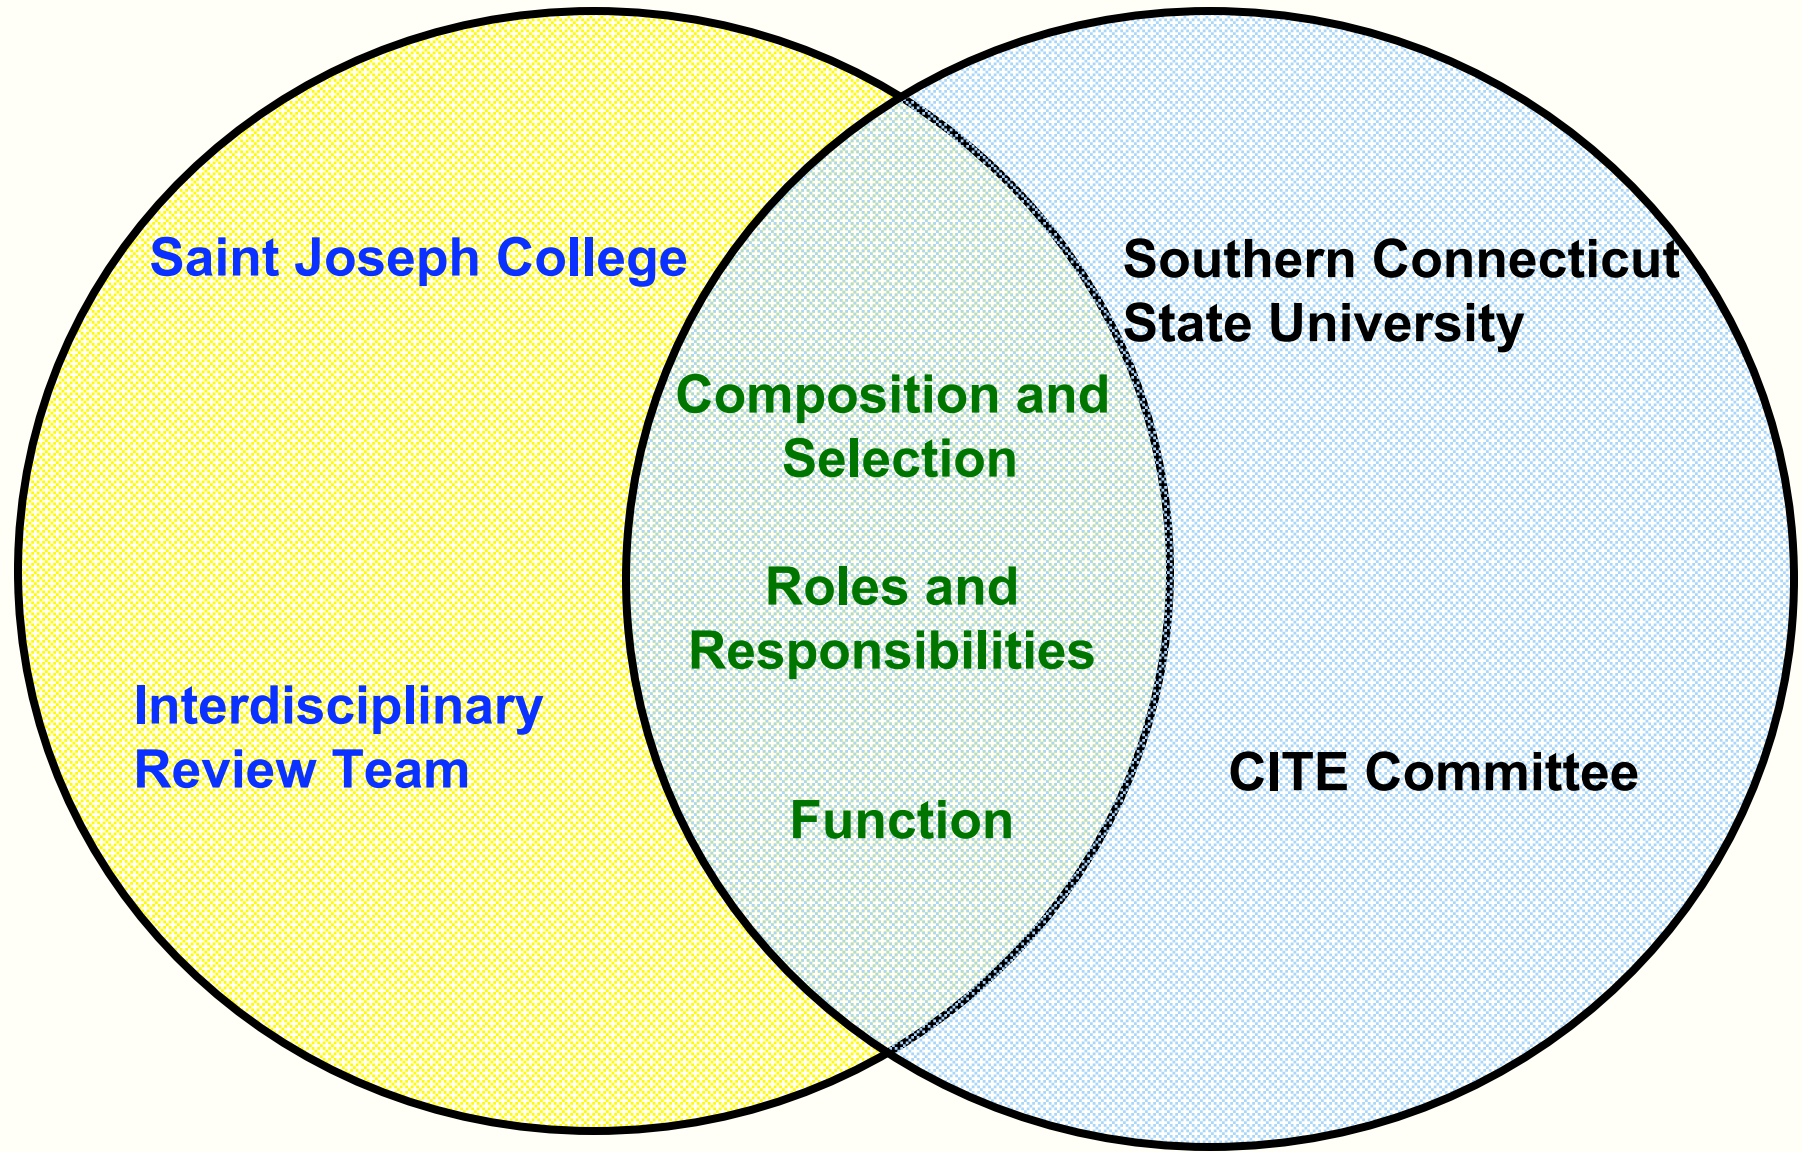 Saint Joseph College
Interdisciplinary
Review Team
Composition and
Selection
Roles and
Responsibilities
Function
Southern Connecticut
State University
CITE Committee